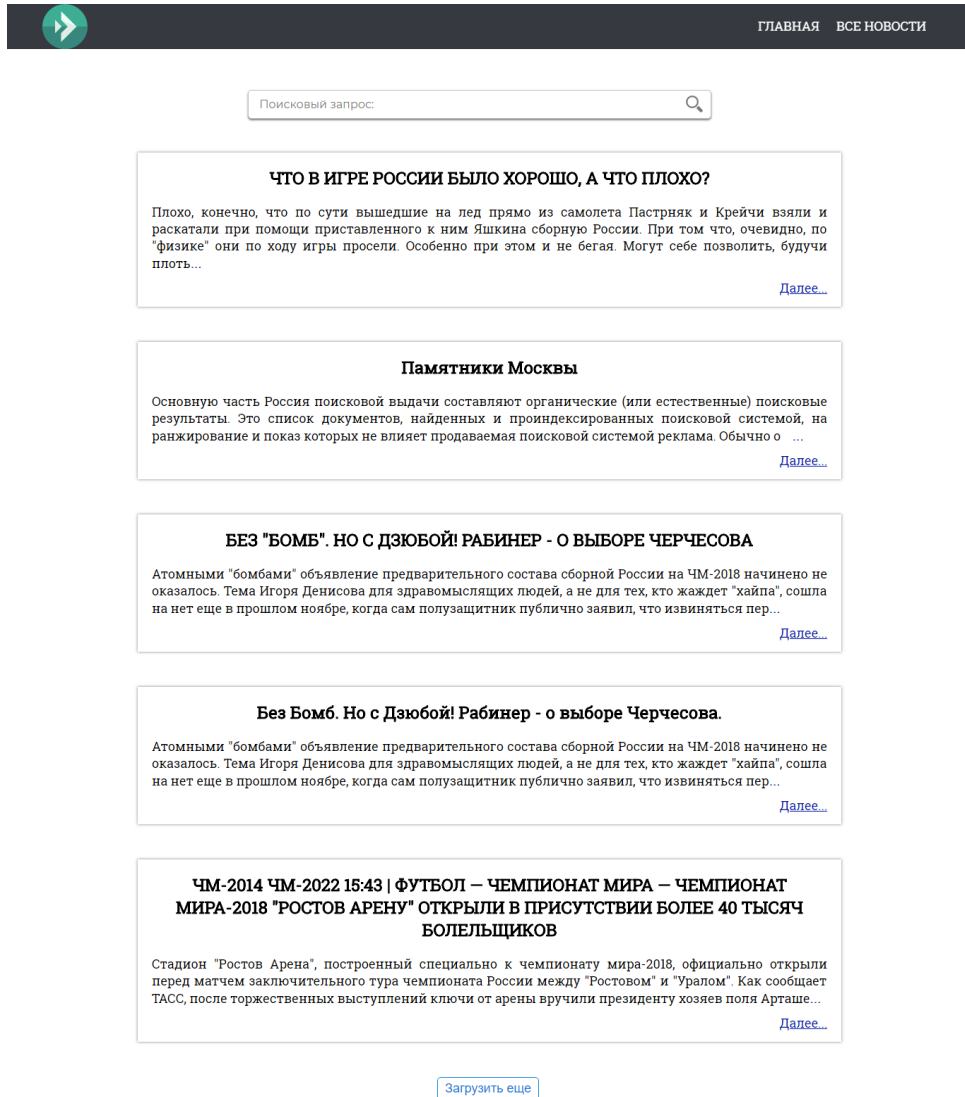 ГЛАВНАЯ ВСЕ НОВОСТИ
Поисковый запрос:
ЧТО В ИГРЕ РОССИИ БЫЛО ХОРОШО, А ЧТО ПЛОХО?
Плохо, конечно, что по сути вышедшие на лед прямо из самолета Пастрняк и Крейчи взяли и
раскатали при помощи приставленного к ним Яшкина сборную России. При том что, очевидно, по
"физике" они по ходу игры просели. Особенно при этом и не бегая. Могут себе позволить, будучи
плоть...
Далее...
Памятники Москвы
Основную часть Россия поисковой выдачи составляют органические (или естественные) поисковые
результаты. Это список документов, найденных и проиндексированных поисковой системой, на
ранжирование и показ которых не влияет продаваемая поисковой системой реклама. Обычно о ...
Далее...
БЕЗ "БОМБ". НО С ДЗЮБОЙ! РАБИНЕР - О ВЫБОРЕ ЧЕРЧЕСОВА
Атомными "бомбами" объявление предварительного состава сборной России на ЧМ-2018 начинено не
оказалось. Тема Игоря Денисова для здравомыслящих людей, а не для тех, кто жаждет "хайпа", сошла
на нет еще в прошлом ноябре, когда сам полузащитник публично заявил, что извиняться пер...
Далее...
Без Бомб. Но с Дзюбой! Рабинер - о выборе Черчесова.
Атомными "бомбами" объявление предварительного состава сборной России на ЧМ-2018 начинено не
оказалось. Тема Игоря Денисова для здравомыслящих людей, а не для тех, кто жаждет "хайпа", сошла
на нет еще в прошлом ноябре, когда сам полузащитник публично заявил, что извиняться пер...
Далее...
ЧМ-2014 ЧМ-2022 15:43 | ФУТБОЛ — ЧЕМПИОНАТ МИРА — ЧЕМПИОНАТ
МИРА-2018 "РОСТОВ АРЕНУ" ОТКРЫЛИ В ПРИСУТСТВИИ БОЛЕЕ 40 ТЫСЯЧ
БОЛЕЛЬЩИКОВ
Стадион "Ростов Арена", построенный специально к чемпионату мира-2018, официально открыли
перед матчем заключительного тура чемпионата России между "Ростовом" и "Уралом". Как сообщает
ТАСС, после торжественных выступлений ключи от арены вручили президенту хозяев поля Арташе...
Далее...
Загрузить еще